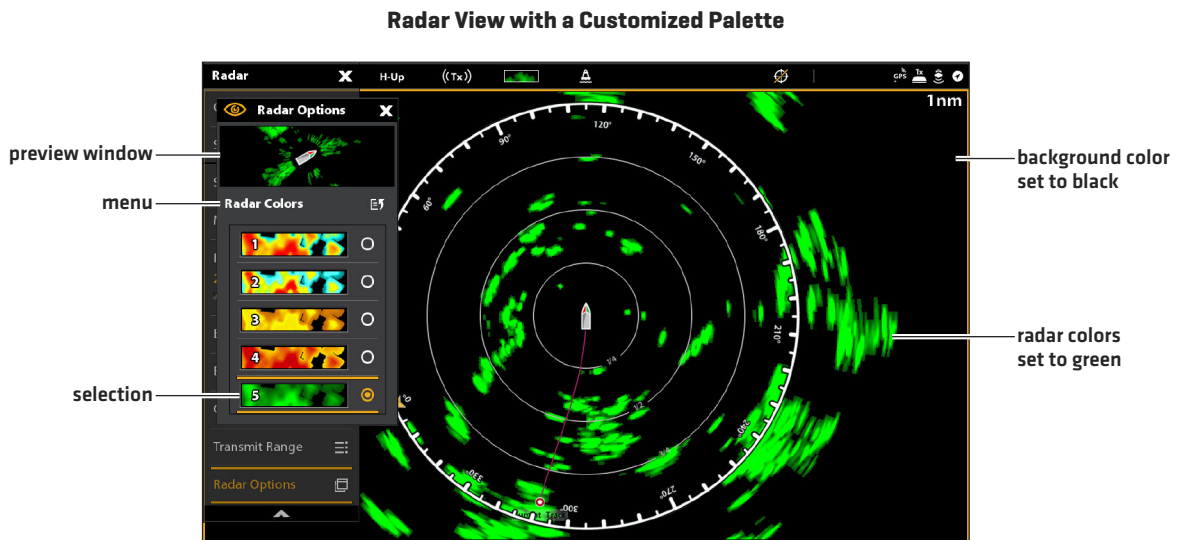 Radar View with a Customized Palette
Radar
H-Up
((Tx))
GPS
Tx
1nm
Radar Options
preview window
menu
Radar Colors
1
2
3
4
selection
5
Transmit Range
Radar Options
background color
set to black
radar colors
set to green
60°
90°
120°
150°
180°
210°
240°
270°
300°
330°
0°
1/4
1/2
3/4